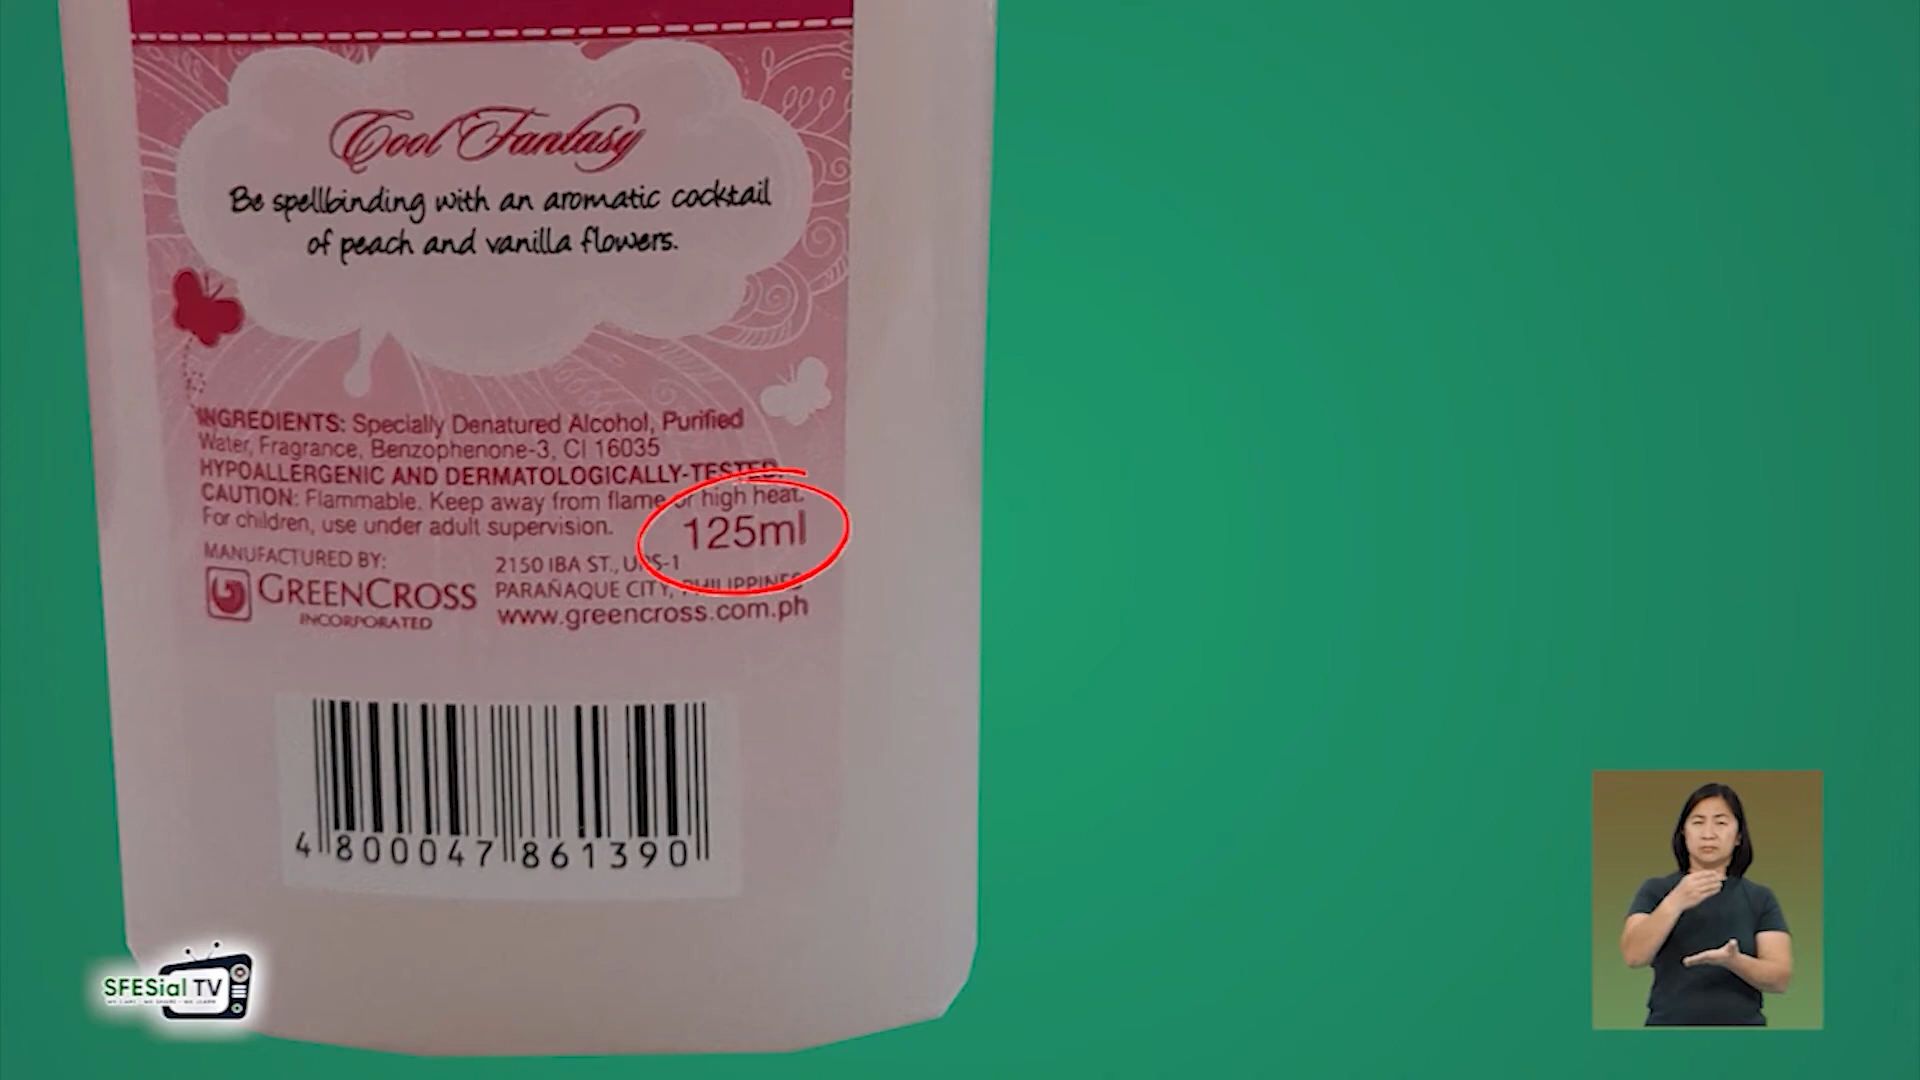 Cool Fantasy
Be spellbinding with an aromatic cocktail
of peach and vanilla flowers.
INGREDIENTS: Specially Denatured Alcohol, Purified
Water, Fragrance, Benzophenone-3, CI 16035
HYPOALLERGENIC AND DERMATOLOGICALLY-TESTED.
CAUTION: Flammable. Keep away from flame or high heat.
For children, use under adult supervision.
125ml
MANUFACTURED BY:
GREENCROSS
INCORPORATED
2150 IBA ST., UPS-1
PARAÑAQUE CITY, PHILIPPINES
www.greencross.com.ph
4 800047 861390
SFESial TV